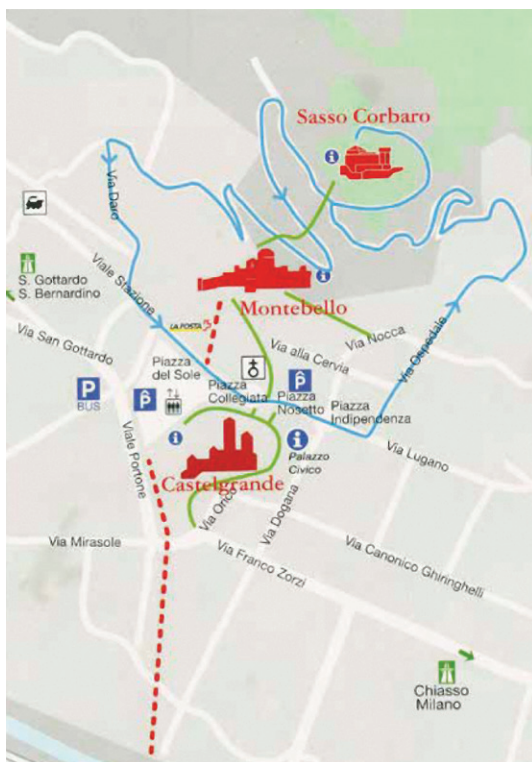 Sasso Corbaro
i
Via Daro
S. Gottardo
S. Bernardino
Viale Stazione
i
Montebello
LA POSTA
Via San Gottardo
Via alla Cervia
Via Nocca
Via Ospedale
Piazza
del Sole
P
BUS
P
P
Piazza
Collegiata
Piazza
Nosetto
Piazza
Indipendenza
i
i
Palazzo
Civico
Via Lugano
Viale Portone
Castelgrande
Via Orico
Via Dogana
Via Mirasole
Via Franco Zorzi
Via Canonico Ghiringhelli
Chiasso
Milano